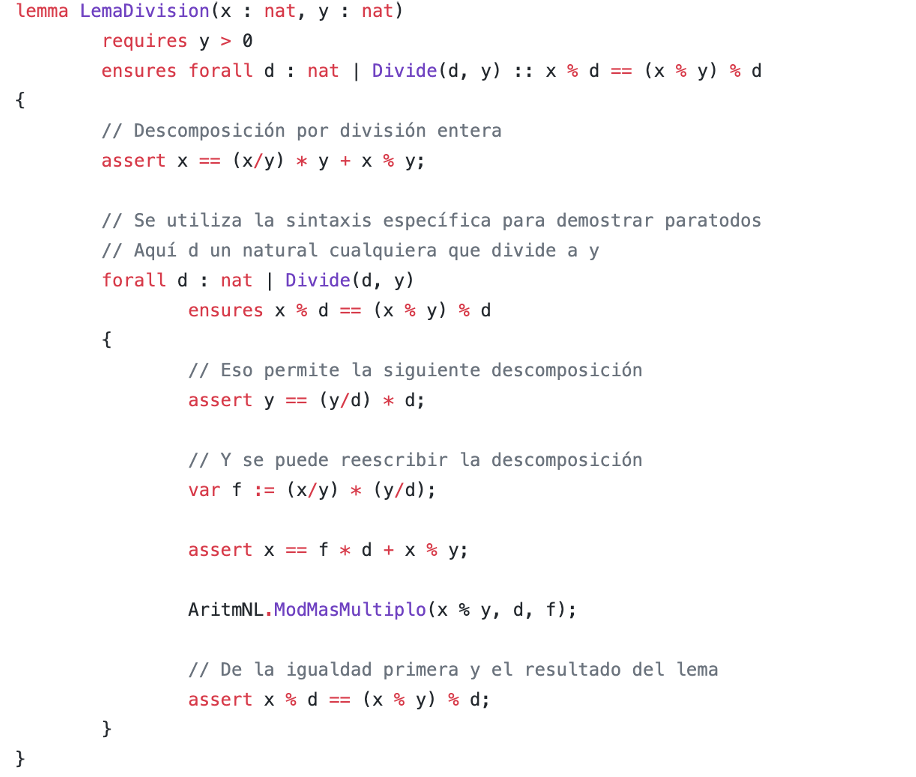 lemma LemaDivision(x : nat, y : nat)
        requires y > 0
        ensures forall d : nat | Divide(d, y) :: x % d == (x % y) % d
{
        // Descomposición por división entera
        assert x == (x/y) * y + x % y;

        // Se utiliza la sintaxis específica para demostrar paratodos
        // Aquí d un natural cualquiera que divide a y
        forall d : nat | Divide(d, y)
                ensures x % d == (x % y) % d
        {
                // Eso permite la siguiente descomposición
                assert y == (y/d) * d;

                // Y se puede reescribir la descomposición
                var f := (x/y) * (y/d);

                assert x == f * d + x % y;

                AritmNL.ModMasMultiplo(x % y, d, f);

                // De la igualdad primera y el resultado del lema
                assert x % d == (x % y) % d;
        }
}